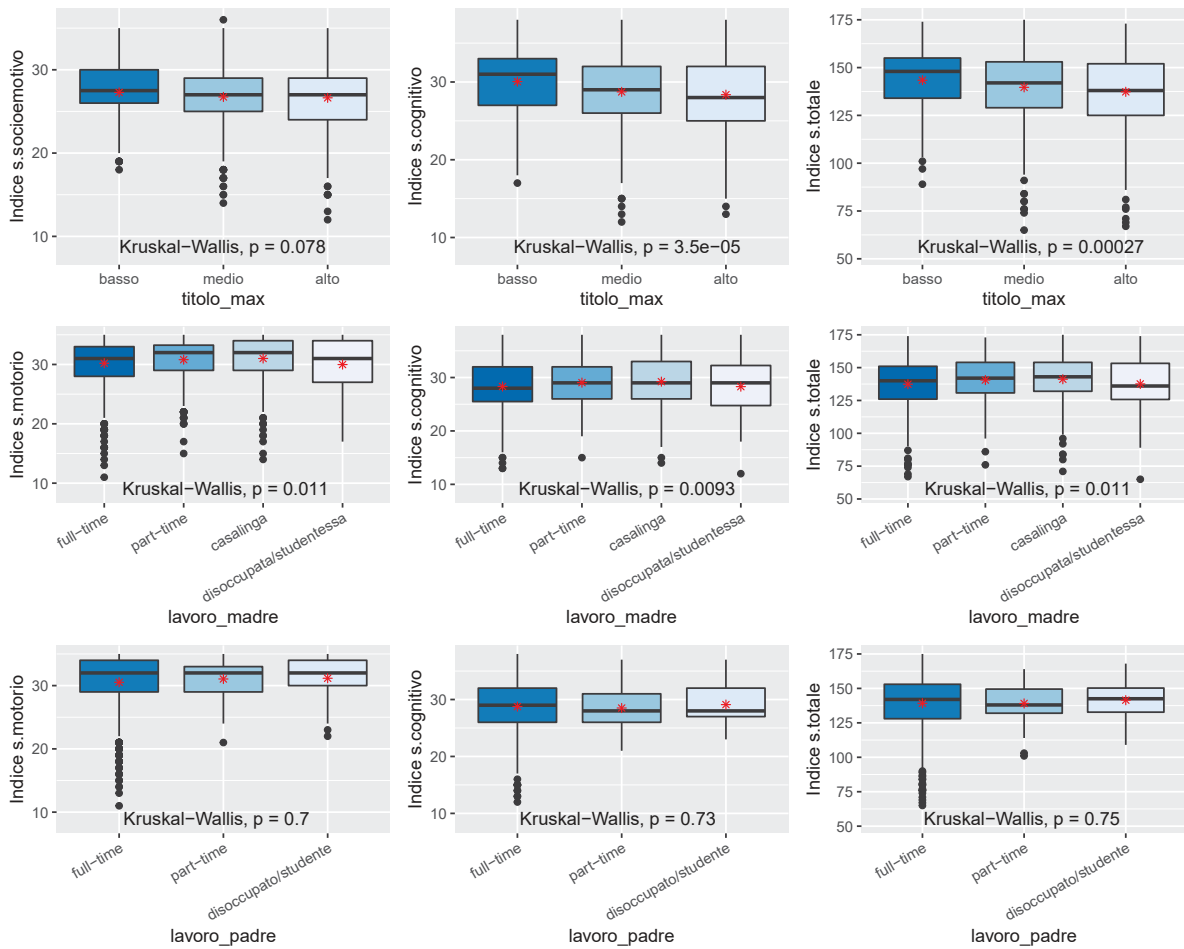 Indice s.socioemotivo
30
20
10
Kruskal−Wallis, p = 0.078
basso medio alto
titolo_max
Indice s.cognitivo
30
20
10
Kruskal−Wallis, p = 3.5e−05
basso medio alto
titolo_max
Indice s.totale
175
150
125
100
75
50
Kruskal−Wallis, p = 0.00027
basso medio alto
titolo_max
Indice s.motorio
30
20
10
Kruskal−Wallis, p = 0.011
full−time part−time casalinga disoccupata/studentessa
lavoro_madre
Indice s.cognitivo
30
20
10
Kruskal−Wallis, p = 0.0093
full−time part−time casalinga disoccupata/studentessa
lavoro_madre
Indice s.totale
175
150
125
100
75
50
Kruskal−Wallis, p = 0.011
full−time part−time casalinga disoccupata/studentessa
lavoro_madre
Indice s.motorio
30
20
10
Kruskal−Wallis, p = 0.7
full−time part−time disoccupato/studente
lavoro_padre
Indice s.cognitivo
30
20
10
Kruskal−Wallis, p = 0.73
full−time part−time disoccupato/studente
lavoro_padre
Indice s.totale
175
150
125
100
75
50
Kruskal−Wallis, p = 0.75
full−time part−time disoccupato/studente
lavoro_padre